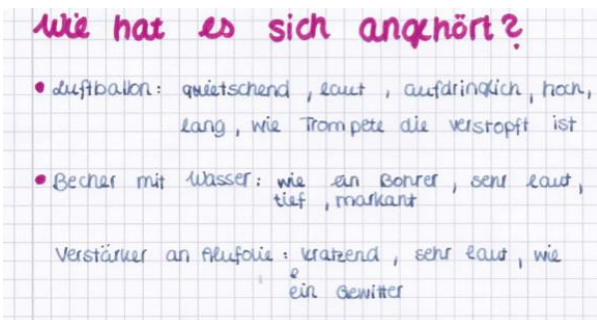 Wie hat es sich angehört?
• Luftballon: quietschend, laut, aufdringlich, hoch,
lang, wie Trompete die verstopft ist
• Becher mit Wasser: wie ein Bohrer, sehr laut,
tief, markant
Verstärker an Alufolie: kratzend, sehr laut, wie
ein Gewitter